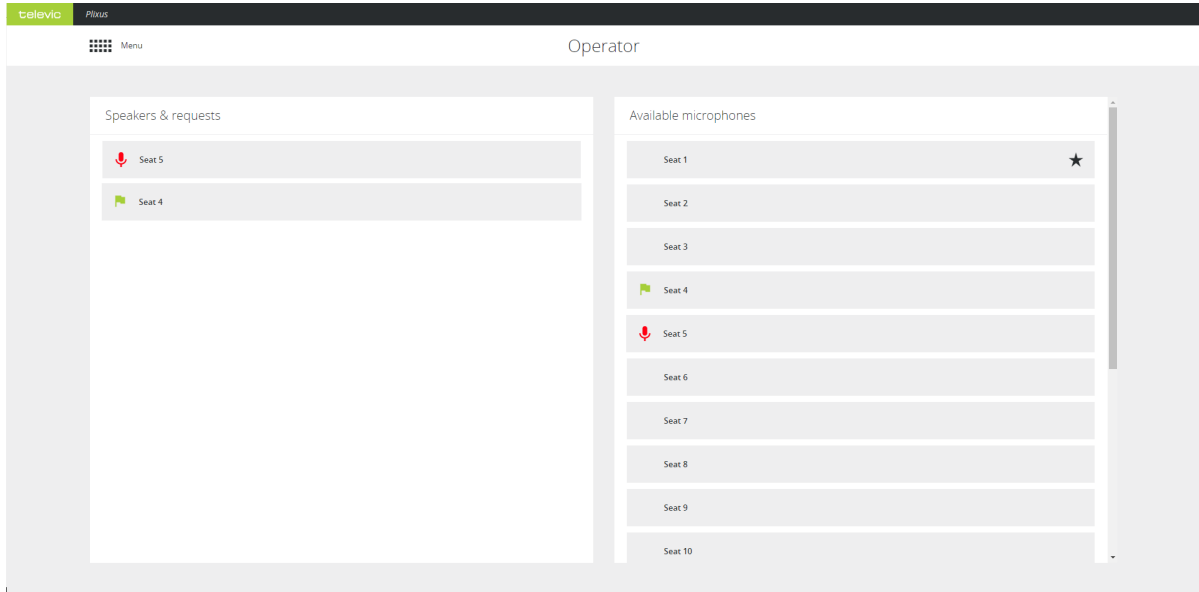 televic Plixus
Menu
Operator
Speakers & requests
Seat 5
Seat 4
Available microphones
Seat 1
Seat 2
Seat 3
Seat 4
Seat 5
Seat 6
Seat 7
Seat 8
Seat 9
Seat 10